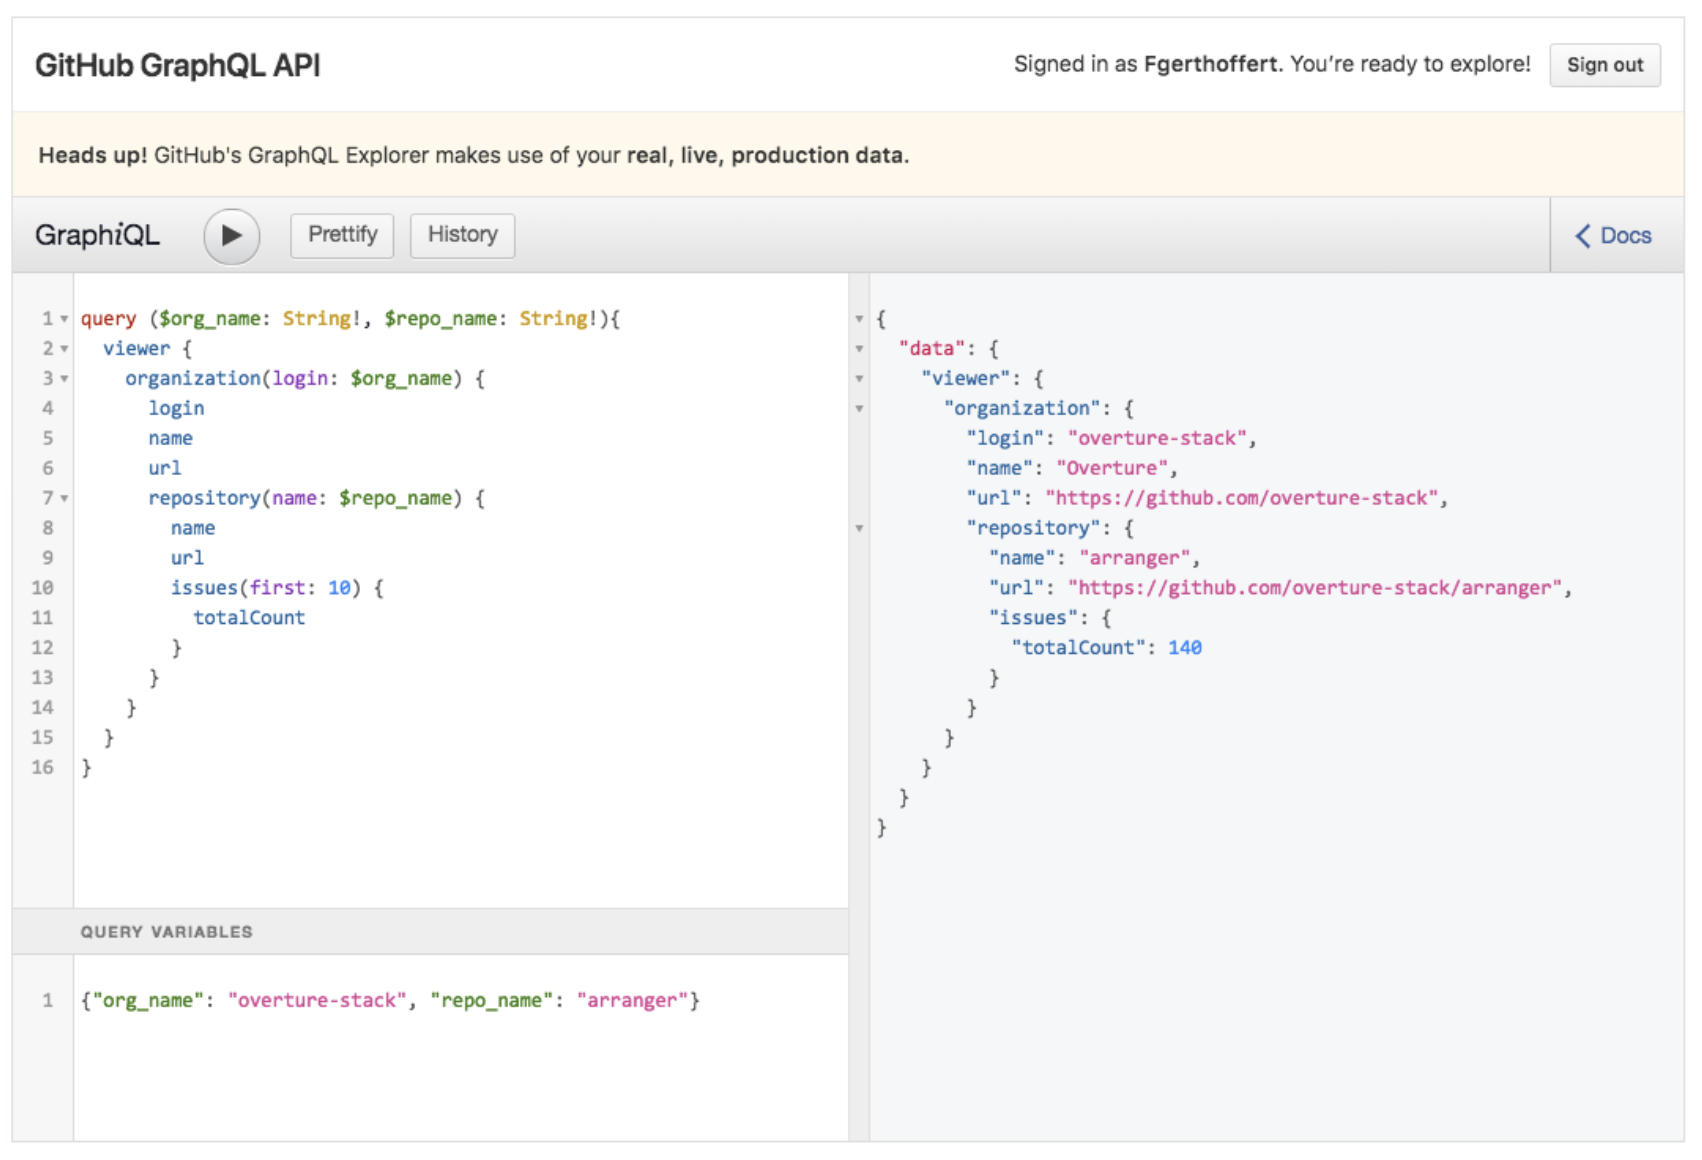 GitHub GraphQL API
Signed in as Fgerthoffert. You're ready to explore!
Sign out
Heads up! GitHub's GraphQL Explorer makes use of your real, live, production data.
GraphiQL
Prettify
History
Docs
1 query ($org_name: String!, $repo_name: String!){
2 viewer {
3 organization(login: $org_name) {
4 login
5 name
6 url
7 repository(name: $repo_name) {
8 name
9 url
10 issues(first: 10) {
11 totalCount
12 }
13 }
14 }
15 }
16 }
QUERY VARIABLES
1 {"org_name": "overture-stack", "repo_name": "arranger"}
{
"data": {
"viewer": {
"organization": {
"login": "overture-stack",
"name": "Overture",
"url": "https://github.com/overture-stack",
"repository": {
"name": "arranger",
"url": "https://github.com/overture-stack/arranger",
"issues": {
"totalCount": 140
}
}
}
}
}
}